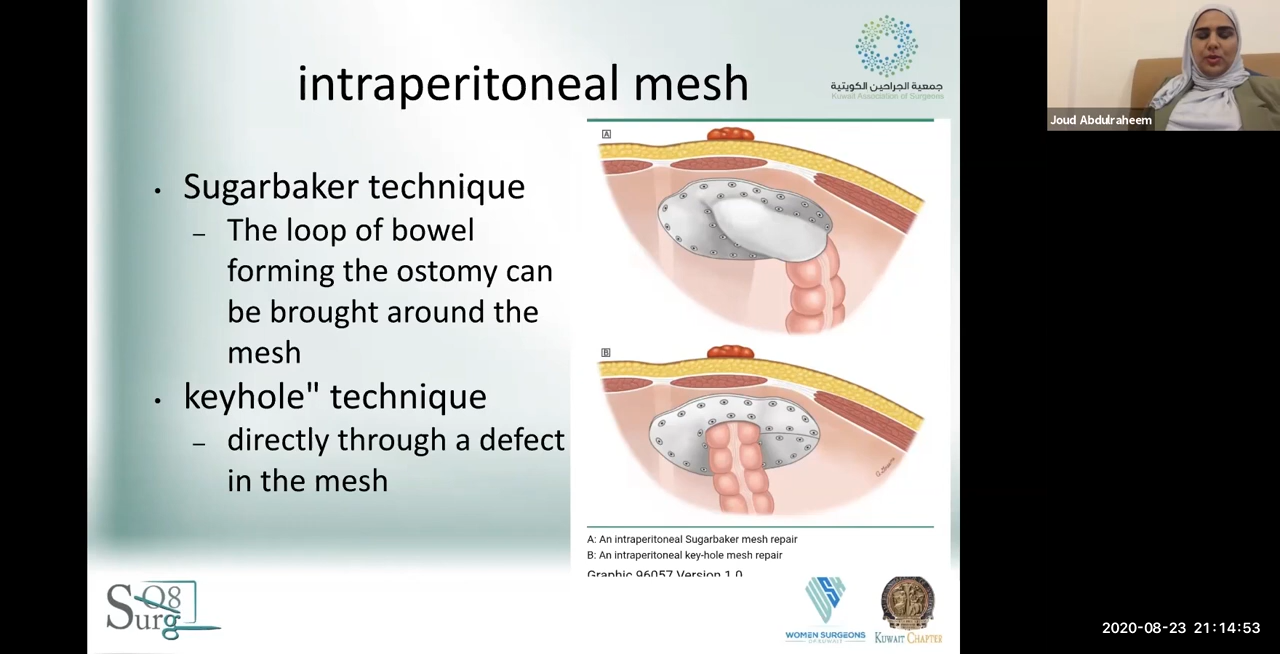 intraperitoneal mesh
جمعية الجراحين الكويتية
Kuwait Association of Surgeons
• Sugarbaker technique
– The loop of bowel
forming the ostomy can
be brought around the
mesh
• keyhole" technique
– directly through a defect
in the mesh
A
B
A: An intraperitoneal Sugarbaker mesh repair
B: An intraperitoneal key-hole mesh repair
Graphic 96057 Version 1.0
Q8
Surg
WOMEN SURGEONS
OF KUWAIT
KUWAIT CHAPTER
Joud Abdulraheem
2020-08-23 21:14:53